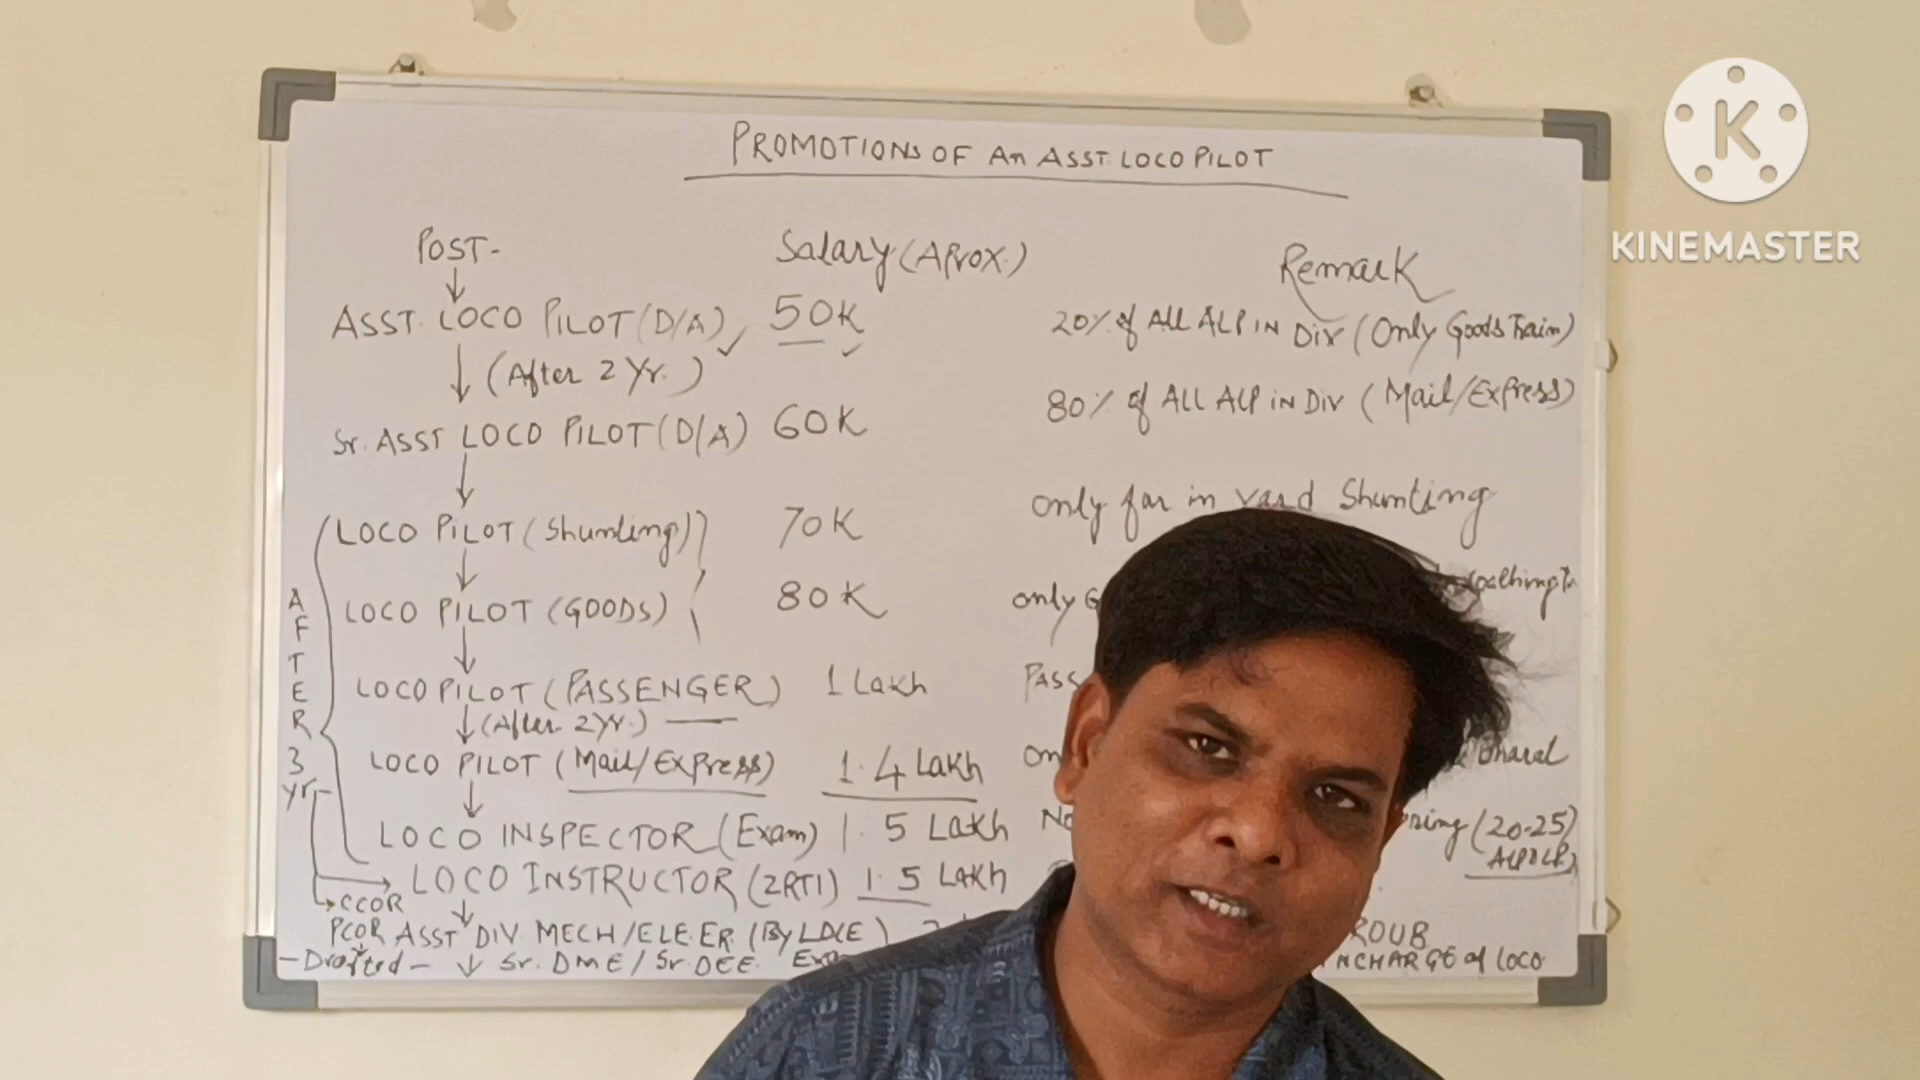 PROMOTIONS OF An ASST. LOCO PILOT
K
KINEMASTER
POST- Salary (APROX.) Remark
ASST. LOCO PILOT (D/A) 50K 20% of All ALP IN Div (Only Goods Train)
(After 2 Yr.)
80% of ALL ALP IN DIV (Mail/Express)
Sr. ASST LOCO PILOT (D/A) 60K
LOCO PILOT (Shunting) 70K only for in yard Shunting
LOCO PILOT (GOODS) 80K only
LOCO PILOT (PASSENGER) 1 Lakh PASS
(After 2yr.)
LOCO PILOT (Mail/Express) 1.4 Lakh
AFTER 3 yr-
LOCO INSPECTOR (Exam) 1.5 Lakh (20-25)
LOCO INSTRUCTOR (ZRTI) 1.5 Lakh
CCOR
PCOR ASST DIV MECH/ELE.ER. (By LDCE)
-Drafted- Sr. DME/Sr. DEE. of LOCO